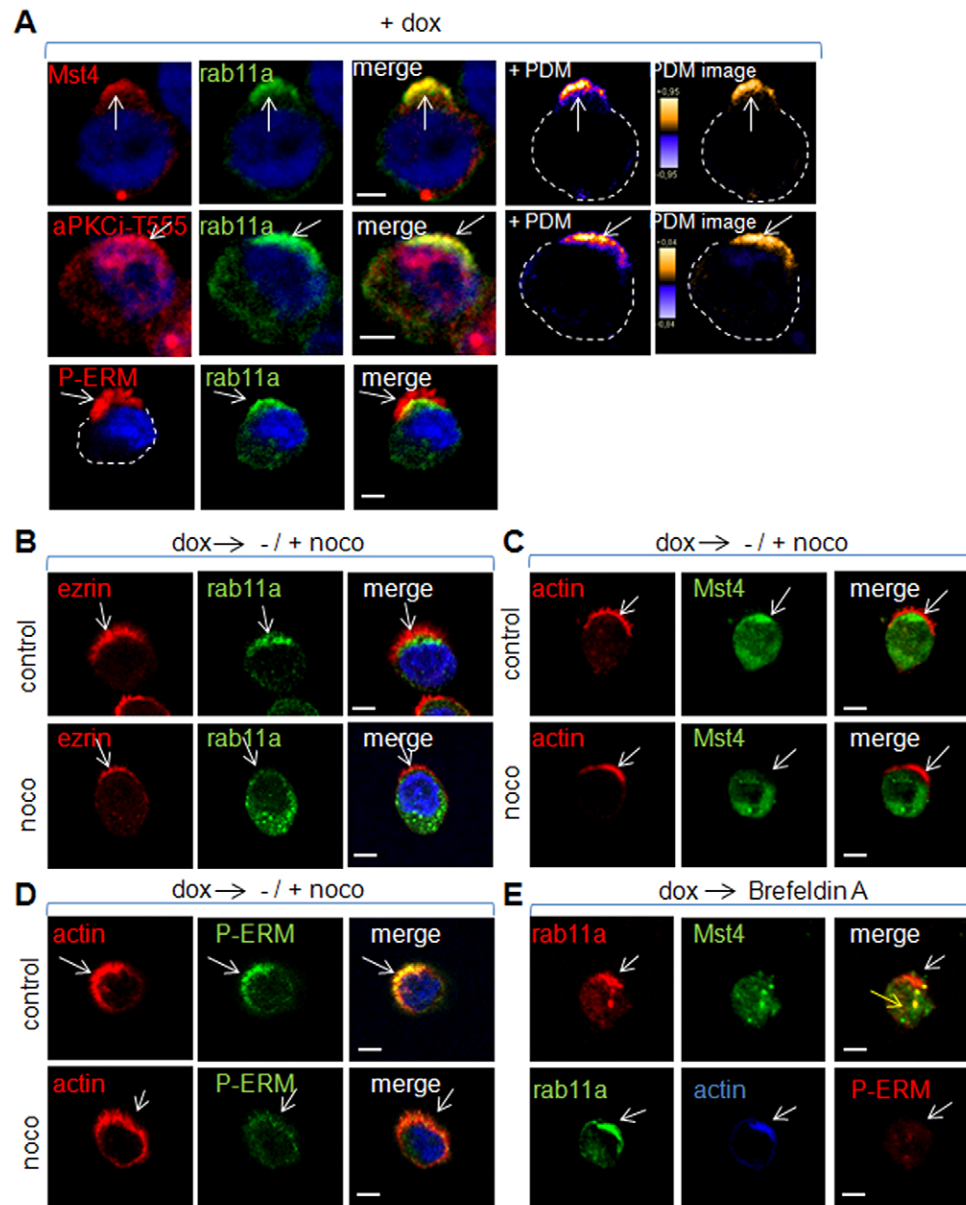 A
+ dox
Mst4 rab11a merge + PDM PDM image
+0,95
-0,95
aPKCi-T555 rab11a merge + PDM PDM image
+0,84
-0,84
P-ERM rab11a merge
B
dox→ - / + noco
control
ezrin rab11a merge
noco
ezrin rab11a merge
C
dox→ - / + noco
control
actin Mst4 merge
noco
actin Mst4 merge
D
dox→ - / + noco
control
actin P-ERM merge
noco
actin P-ERM merge
E
dox → Brefeldin A
rab11a Mst4 merge
rab11a actin P-ERM